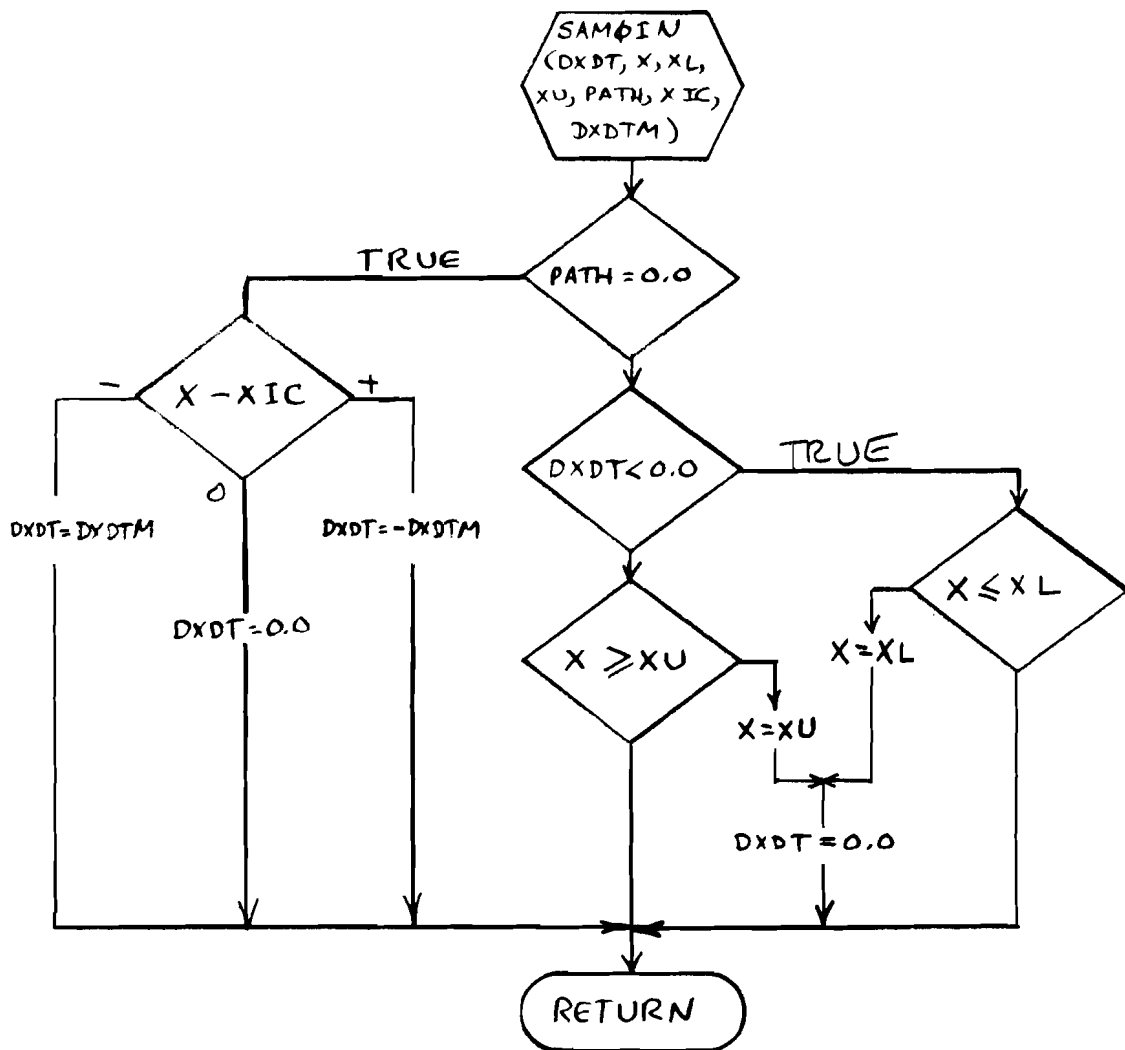 SAMΦIN
(DXDT, X, XL,
XU, PATH, XIC,
DXDTM)
TRUE
PATH=0.0
-
X-XIC
+
0
DXDT<0.0
TRUE
DXDT=DXDTM
DXDT=-DXDTM
DXDT=0.0
X⩽XL
X⩾XU
X=XL
X=XU
DXDT=0.0
RETURN